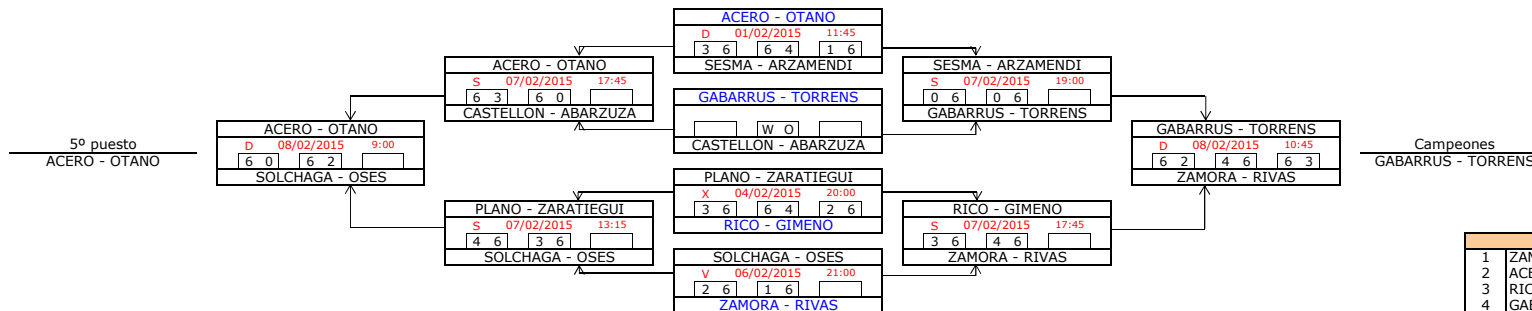 ACERO - OTANO
D 01/02/2015 11:45
3 6 6 4 1 6
SESMA - ARZAMENDI
ACERO - OTANO
S 07/02/2015 17:45
6 3 6 0
CASTELLON - ABARZUZA
SESMA - ARZAMENDI
S 07/02/2015 19:00
0 6 0 6
GABARRUS - TORRENS
GABARRUS - TORRENS
W O
CASTELLON - ABARZUZA
5º puesto
ACERO - OTANO
ACERO - OTANO
D 08/02/2015 9:00
6 0 6 2
SOLCHAGA - OSES
GABARRUS - TORRENS
D 08/02/2015 10:45
6 2 4 6 6 3
ZAMORA - RIVAS
Campeones
GABARRUS - TORRENS
PLANO - ZARATIEGUI
X 04/02/2015 20:00
3 6 6 4 2 6
RICO - GIMENO
PLANO - ZARATIEGUI
S 07/02/2015 13:15
4 6 3 6
SOLCHAGA - OSES
RICO - GIMENO
S 07/02/2015 17:45
3 6 4 6
ZAMORA - RIVAS
SOLCHAGA - OSES
V 06/02/2015 21:00
2 6 1 6
ZAMORA - RIVAS
1 ZAM
2 ACE
3 RIC
4 GAB